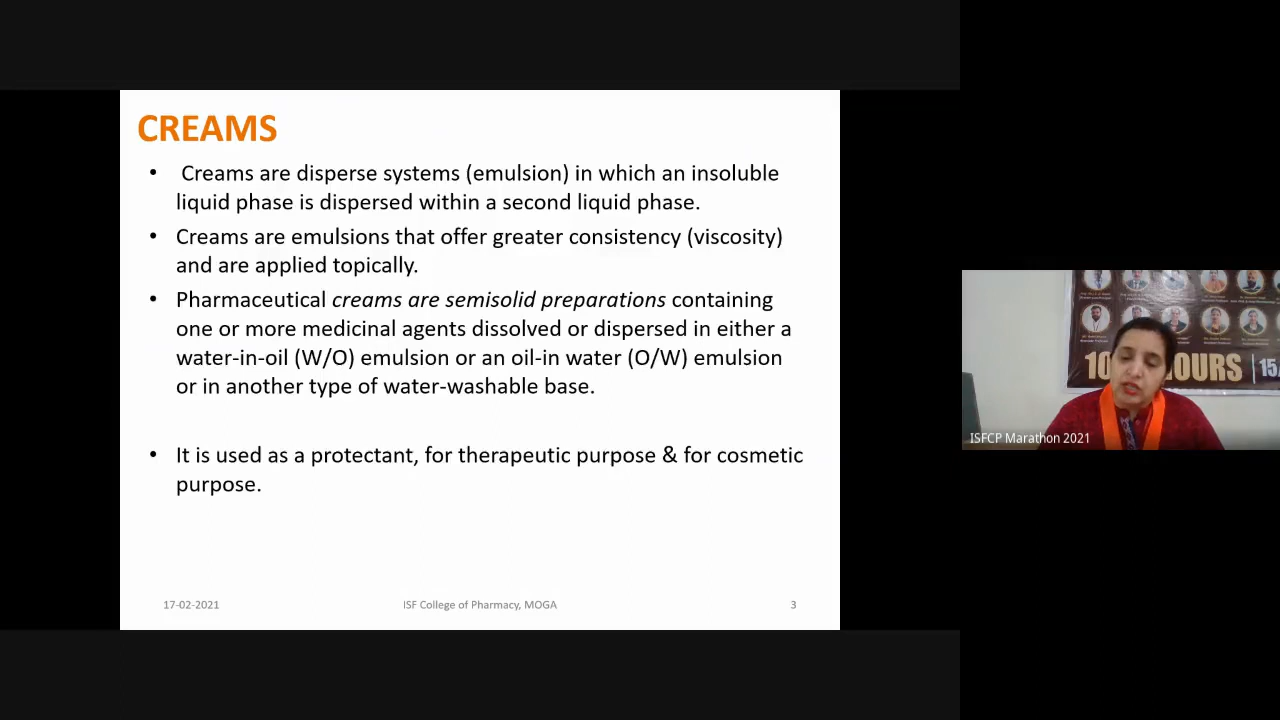 CREAMS
• Creams are disperse systems (emulsion) in which an insoluble
liquid phase is dispersed within a second liquid phase.
• Creams are emulsions that offer greater consistency (viscosity)
and are applied topically.
• Pharmaceutical creams are semisolid preparations containing
one or more medicinal agents dissolved or dispersed in either a
water-in-oil (W/O) emulsion or an oil-in water (O/W) emulsion
or in another type of water-washable base.
• It is used as a protectant, for therapeutic purpose & for cosmetic
purpose.
17-02-2021 ISF College of Pharmacy, MOGA 3
OURS 15
ISFCP Marathon 2021